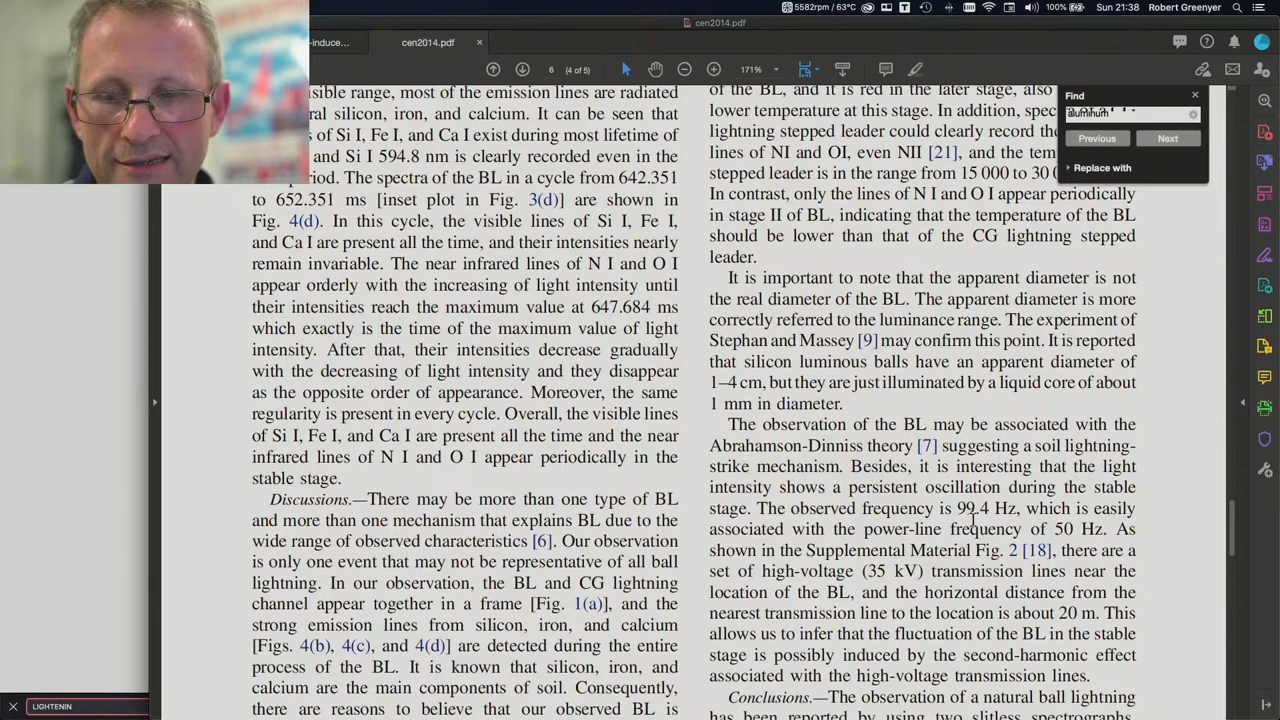 5582rpm / 63°C
100%
Sun 21:38
Robert Greenyer
cen2014.pdf
-induce...
cen2014.pdf
6
(4 of 5)
171%
isible range, most of the emission lines are radiated
ral silicon, iron, and calcium. It can be seen that
s of Si I, Fe I, and Ca I exist during most lifetime of
and Si I 594.8 nm is clearly recorded even in the
period. The spectra of the BL in a cycle from 642.351
to 652.351 ms [inset plot in Fig. 3(d)] are shown in
Fig. 4(d). In this cycle, the visible lines of Si I, Fe I,
and Ca I are present all the time, and their intensities nearly
remain invariable. The near infrared lines of N I and O I
appear orderly with the increasing of light intensity until
their intensities reach the maximum value at 647.684 ms
which exactly is the time of the maximum value of light
intensity. After that, their intensities decrease gradually
with the decreasing of light intensity and they disappear
as the opposite order of appearance. Moreover, the same
regularity is present in every cycle. Overall, the visible lines
of Si I, Fe I, and Ca I are present all the time and the near
infrared lines of N I and O I appear periodically in the
stable stage.
Discussions.—There may be more than one type of BL
and more than one mechanism that explains BL due to the
wide range of observed characteristics [6]. Our observation
is only one event that may not be representative of all ball
lightning. In our observation, the BL and CG lightning
channel appear together in a frame [Fig. 1(a)], and the
strong emission lines from silicon, iron, and calcium
[Figs. 4(b), 4(c), and 4(d)] are detected during the entire
process of the BL. It is known that silicon, iron, and
calcium are the main components of soil. Consequently,
there are reasons to believe that our observed BL is
of the BL, and it is red in the later stage, also
lower temperature at this stage. In addition, spec
lightning stepped leader could clearly record the
lines of NI and OI, even NII [21], and the tem
stepped leader is in the range from 15 000 to 30 0
In contrast, only the lines of N I and O I appear periodically
in stage II of BL, indicating that the temperature of the BL
should be lower than that of the CG lightning stepped
leader.
It is important to note that the apparent diameter is not
the real diameter of the BL. The apparent diameter is more
correctly referred to the luminance range. The experiment of
Stephan and Massey [9] may confirm this point. It is reported
that silicon luminous balls have an apparent diameter of
1–4 cm, but they are just illuminated by a liquid core of about
1 mm in diameter.
The observation of the BL may be associated with the
Abrahamson-Dinniss theory [7] suggesting a soil lightning-
strike mechanism. Besides, it is interesting that the light
intensity shows a persistent oscillation during the stable
stage. The observed frequency is 99.4 Hz, which is easily
associated with the power-line frequency of 50 Hz. As
shown in the Supplemental Material Fig. 2 [18], there are a
set of high-voltage (35 kV) transmission lines near the
location of the BL, and the horizontal distance from the
nearest transmission line to the location is about 20 m. This
allows us to infer that the fluctuation of the BL in the stable
stage is possibly induced by the second-harmonic effect
associated with the high-voltage transmission lines.
Conclusions.—The observation of a natural ball lightning
has been reported by using two slitless spectrographs
Find
aluminum
Previous
Next
Replace with
LIGHTENIN